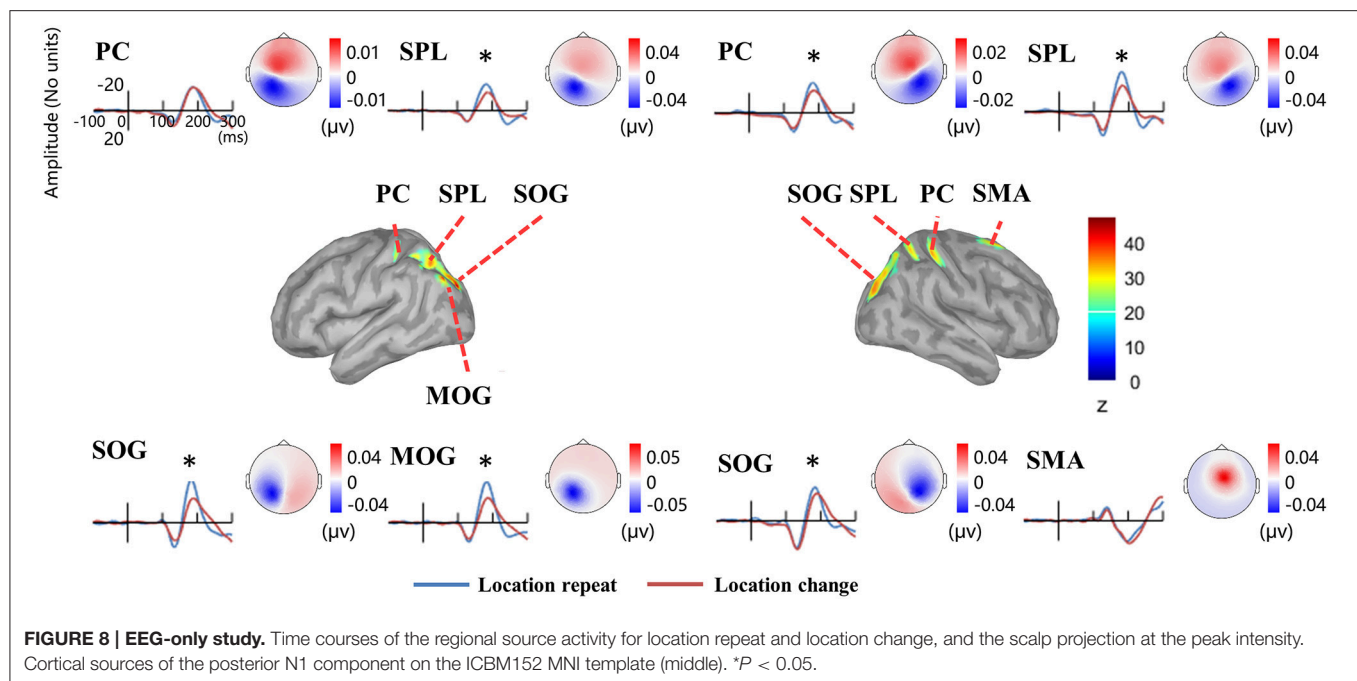 Amplitude (No units)
PC
-20
-100 0 100 200 300
20
(ms)
0.01
0
-0.01
(μv)
SPL
*
0.04
0
-0.04
(μv)
PC
*
0.02
0
-0.02
(μv)
SPL
*
0.04
0
-0.04
(μv)
PC SPL SOG
MOG
SOG SPL PC SMA
40
30
20
10
0
z
SOG
*
0.04
0
-0.04
(μv)
MOG
*
0.05
0
-0.05
(μv)
SOG
*
0.04
0
-0.04
(μv)
SMA
0.04
0
-0.04
(μv)
Location repeat Location change
FIGURE 8 | EEG-only study. Time courses of the regional source activity for location repeat and location change, and the scalp projection at the peak intensity.
Cortical sources of the posterior N1 component on the ICBM152 MNI template (middle). *P < 0.05.